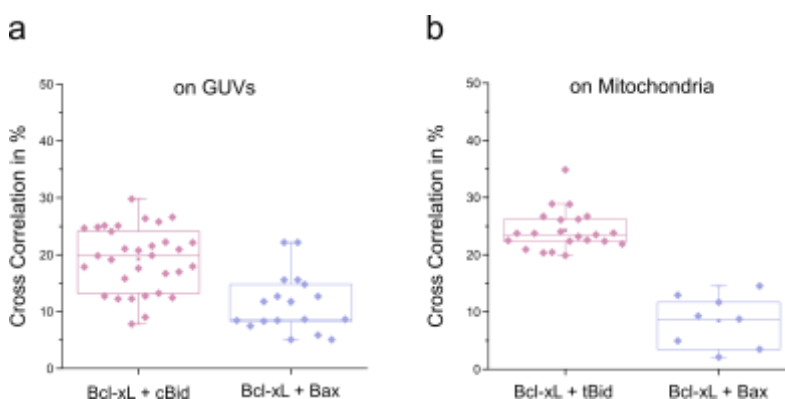 a
on GUVs
Cross Correlation in %
50
40
30
20
10
0
Bcl-xL + cBid
Bcl-xL + Bax
b
on Mitochondria
Cross Correlation in %
50
40
30
20
10
0
Bcl-xL + tBid
Bcl-xL + Bax